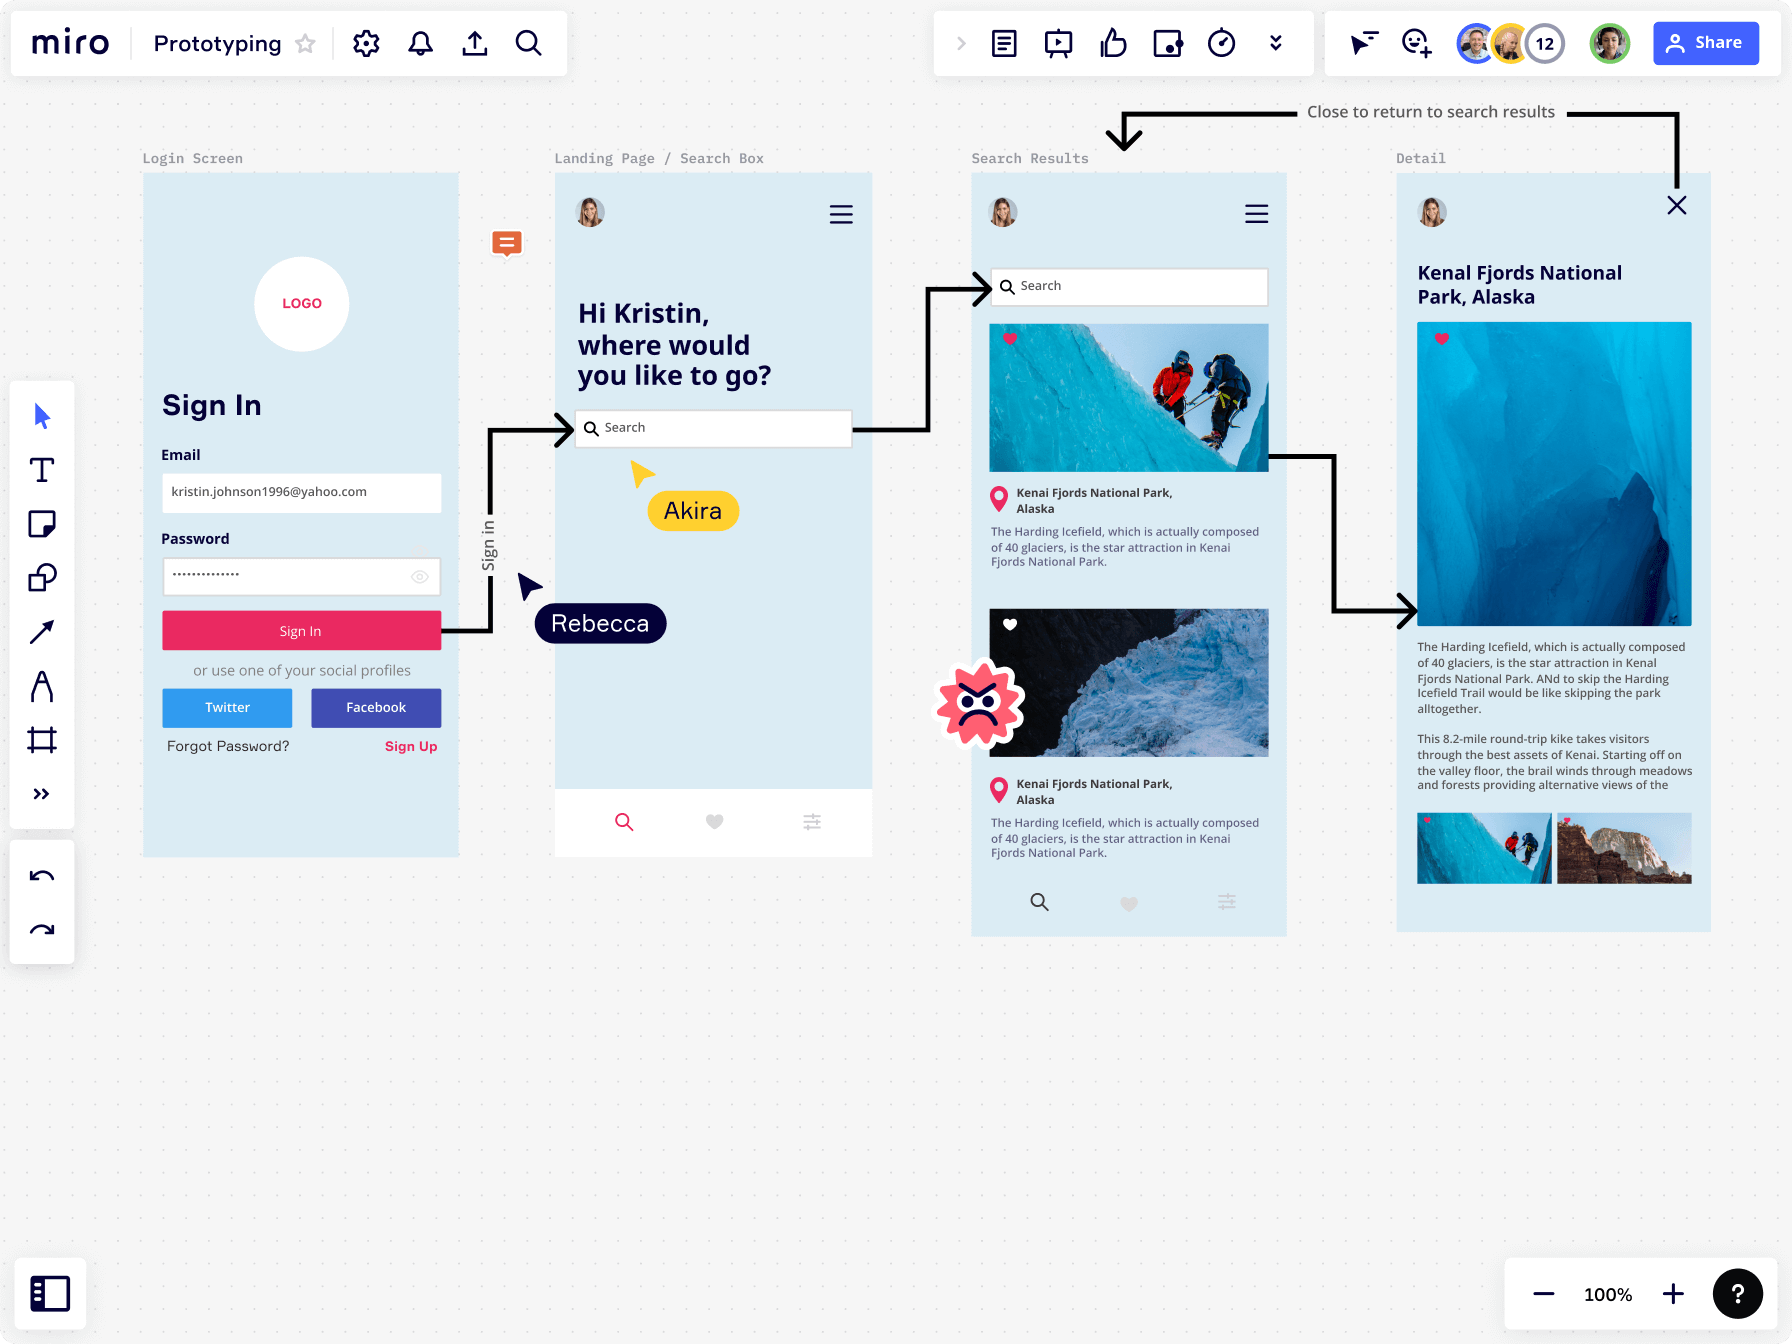 miro
Prototyping
12
Share
Close to return to search results
Login Screen
LOGO
Sign In
Email
kristin.johnson1996@yahoo.com
Password
Sign In
or use one of your social profiles
Twitter
Facebook
Forgot Password?
Sign Up
Sign in
Landing Page / Search Box
Hi Kristin,
where would
you like to go?
Search
Akira
Rebecca
Search Results
Search
Kenai Fjords National Park,
Alaska
The Harding Icefield, which is actually composed
of 40 glaciers, is the star attraction in Kenai
Fjords National Park.
Kenai Fjords National Park,
Alaska
The Harding Icefield, which is actually composed
of 40 glaciers, is the star attraction in Kenai
Fjords National Park.
Detail
Kenal Fjords National
Park, Alaska
The Harding Icefield, which is actually composed
of 40 glaciers, is the star attraction in Kenal
Fjords National Park. ANd to skip the Harding
Icefield Trail would be like skipping the park
alltogether.
This 8.2-mile round-trip kike takes visitors
through the best assets of Kenai. Starting off on
the valley floor, the brail winds through meadows
and forests providing alternative views of the
100%
?